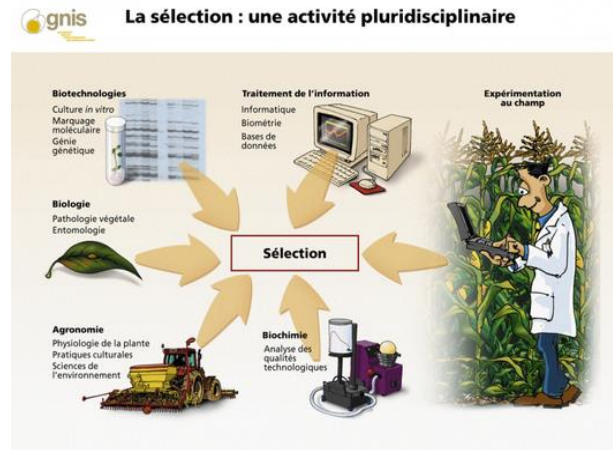 gnis
La sélection : une activité pluridisciplinaire
Biotechnologies
Culture in vitro
Marquage
moléculaire
Génie
génétique
Traitement de l'information
Informatique
Biométrie
Bases de
données
Expérimentation
au champ
Biologie
Pathologie végétale
Entomologie
Sélection
Agronomie
Physiologie de la plante
Pratiques culturales
Sciences de
l'environnement
Biochimie
Analyse des
qualités
technologiques